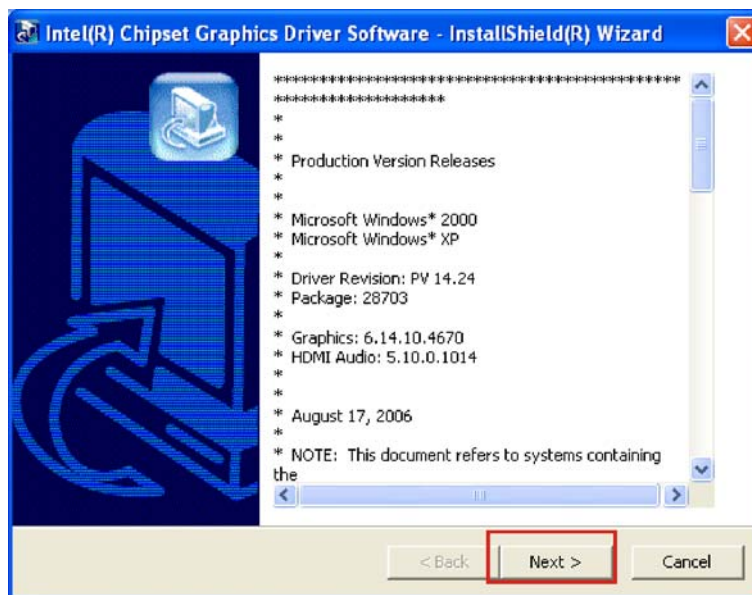 Intel(R) Chipset Graphics Driver Software - InstallShield(R) Wizard
********************************************
*******************
*
*
* Production Version Releases
*
*
* Microsoft Windows* 2000
* Microsoft Windows* XP
*
* Driver Revision: PV 14.24
* Package: 28703
*
* Graphics: 6.14.10.4670
* HDMI Audio: 5.10.0.1014
*
*
* August 17, 2006
*
* NOTE: This document refers to systems containing
the
< Back
Next >
Cancel